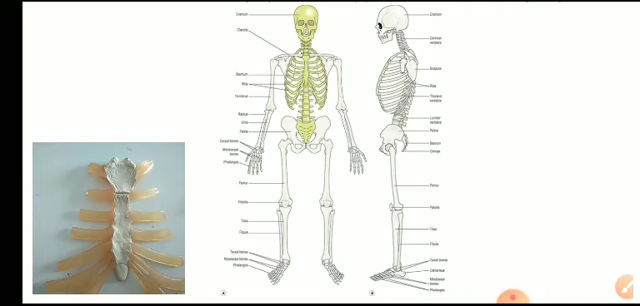 Cranium
Clavicle
Sternum
Ribs
Humerus
Radius
Ulna
Pelvis
Carpal bones
Metacarpal bones
Phalanges
Femur
Patella
Tibia
Fibula
Tarsal bones
Metatarsal bones
Phalanges
A
Cranium
Cervical vertebrae
Scapula
Ribs
Thoracic vertebrae
Lumbar vertebrae
Pelvis
Sacrum
Coccyx
Femur
Patella
Tibia
Fibula
Tarsal bones
Calcaneus
Metatarsal bones
Phalanges
B